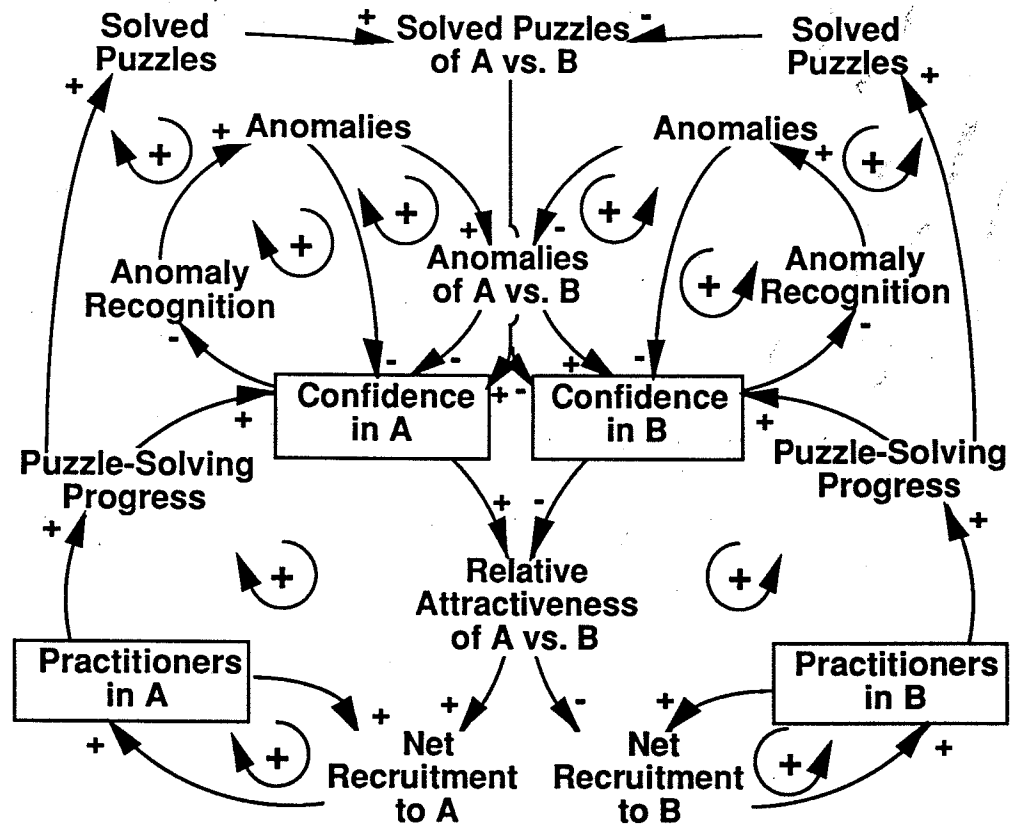 Solved
Puzzles
+
Solved Puzzles
of A vs. B
-
Solved
Puzzles
+
+
+
Anomalies
Anomalies
+
+
+
+
+
+
-
+
Anomaly
Recognition
Anomalies
of A vs. B
+
Anomaly
Recognition
-
-
-
-
+
-
-
+
Confidence
in A
+ -
Confidence
in B
+
+
Puzzle-Solving
Progress
Puzzle-Solving
Progress
+
+
-
+
+
+
Relative
Attractiveness
of A vs. B
Practitioners
in A
Practitioners
in B
+
+
-
+
+
+
+
+
Net
Recruitment
to A
Net
Recruitment
to B